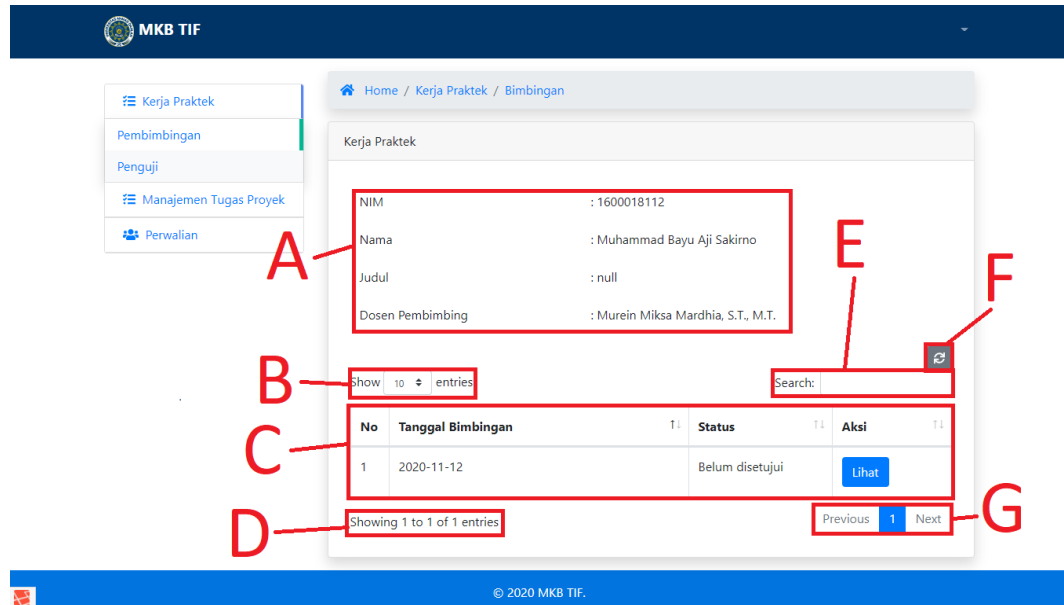 MKB TIF
Kerja Praktek
Pembimbingan
Penguji
Manajemen Tugas Proyek
Perwalian
Home / Kerja Praktek / Bimbingan
Kerja Praktek
A
NIM : 1600018112
Nama : Muhammad Bayu Aji Sakirno
Judul : null
Dosen Pembimbing : Murein Miksa Mardhia, S.T., M.T.
E
F
B
Show 10 entries
Search:
C
No Tanggal Bimbingan Status Aksi
1 2020-11-12 Belum disetujui Lihat
D
Showing 1 to 1 of 1 entries
Previous 1 Next
G
© 2020 MKB TIF.